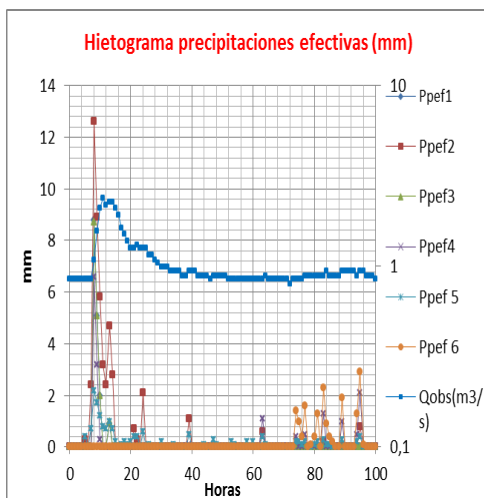 Hietograma precipitaciones efectivas (mm)
14
12
10
8
6
4
2
0
mm
0
20
40
60
80
100
Horas
10
1
0,1
Ppef1
Ppef2
Ppef3
Ppef4
Ppef 5
Ppef 6
Qobs(m3/
s)